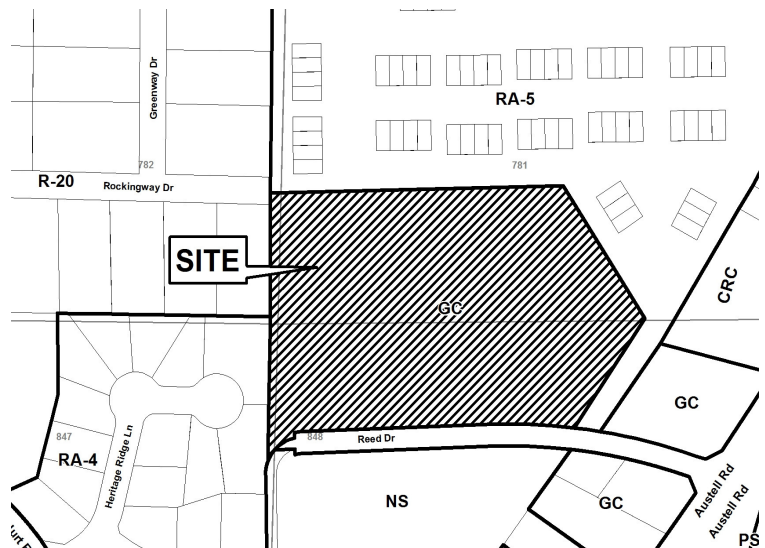 Greenway Dr
RA-5
782
781
R-20
Rockingway Dr
SITE
CRC
GC
GC
847
848
Reed Dr
RA-4
Heritage Ridge Ln
NS
GC
Austell Rd
Austell Rd
PS